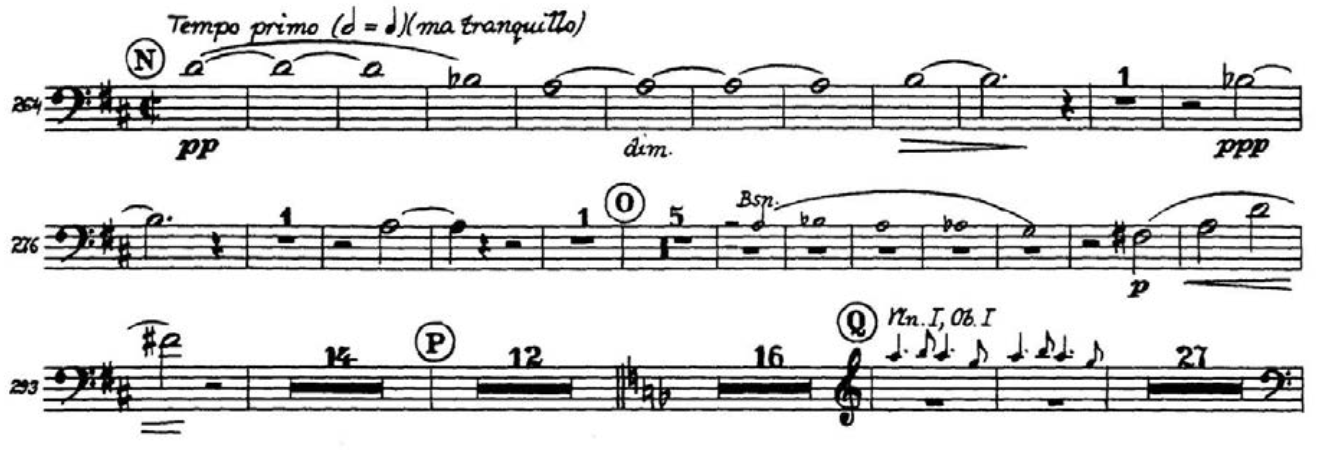 Tempo primo (𝅗𝅥 = 𝅗𝅥)(ma tranquillo)
N
264
1
pp
dim.
ppp
O
276
1
1
5
Bsn.
p
P
Q
Vln. I, Ob. I
293
14
12
16
27